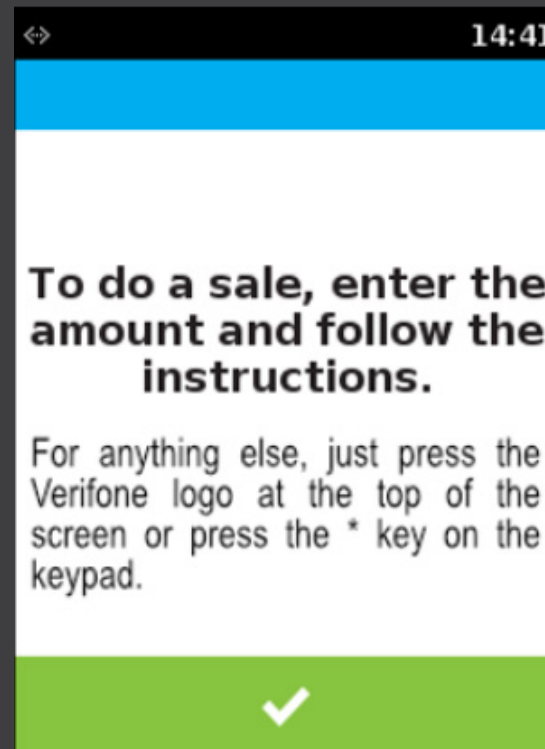 14:41
To do a sale, enter the
amount and follow the
instructions.
For anything else, just press the
Verifone logo at the top of the
screen or press the * key on the
keypad.